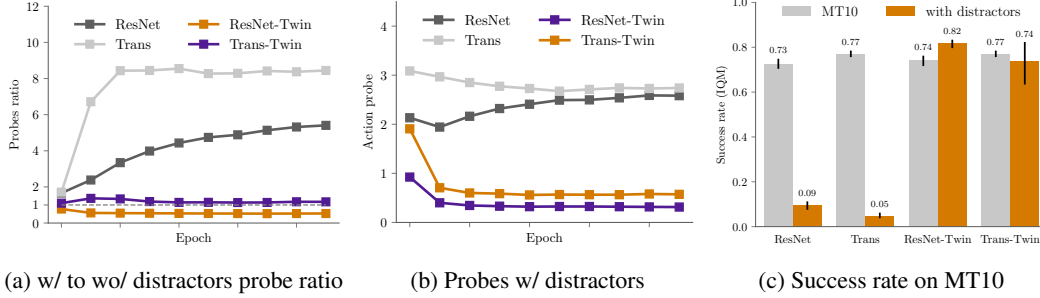 ResNet
Trans
ResNet-Twin
Trans-Twin
Probes ratio
12
10
8
6
4
2
1
0
Epoch
(a) w/ to wo/ distractors probe ratio
ResNet
Trans
ResNet-Twin
Trans-Twin
Action probe
4
3
2
1
0
Epoch
(b) Probes w/ distractors
MT10
with distractors
Success rate (IQM)
1.0
0.8
0.6
0.4
0.2
0.0
0.73
0.09
0.77
0.05
0.74
0.82
0.77
0.74
ResNet
Trans
ResNet-Twin
Trans-Twin
(c) Success rate on MT10